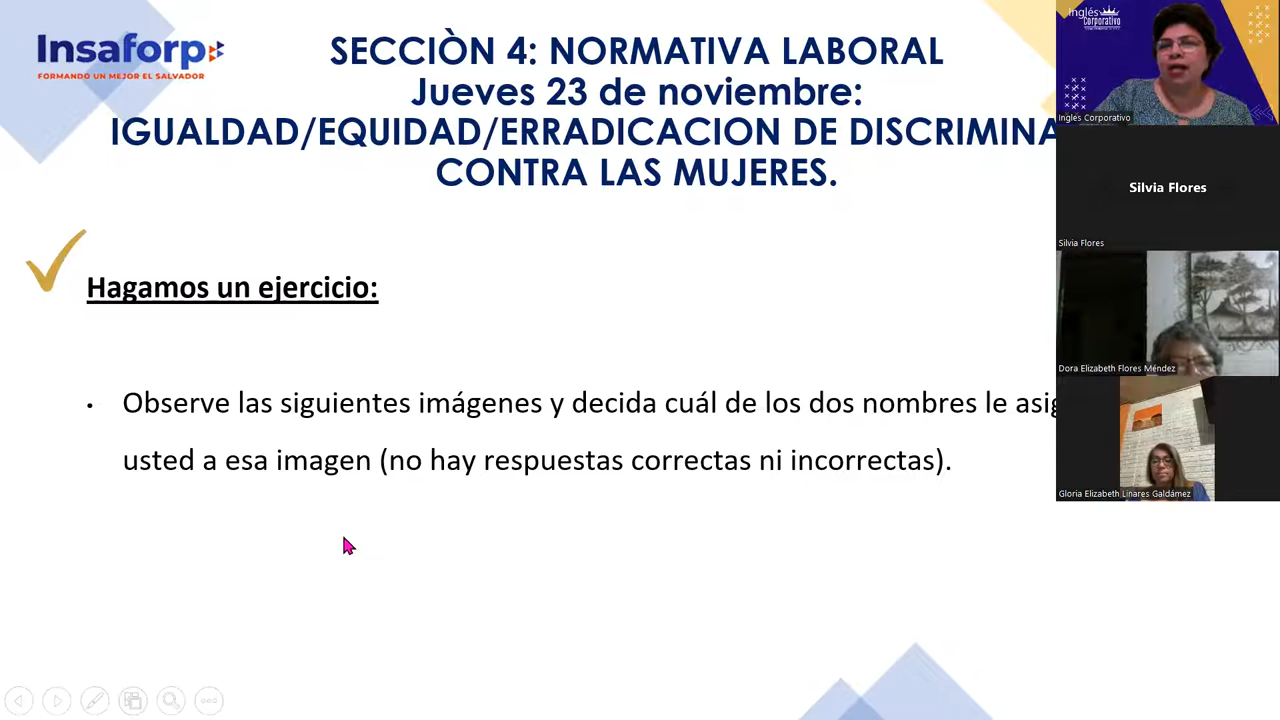 Insaforp
FORMANDO UN MEJOR EL SALVADOR
SECCIÒN 4: NORMATIVA LABORAL
Jueves 23 de noviembre:
IGUALDAD/EQUIDAD/ERRADICACION DE DISCRIMINA
CONTRA LAS MUJERES.
Hagamos un ejercicio:
• Observe las siguientes imágenes y decida cuál de los dos nombres le asig
usted a esa imagen (no hay respuestas correctas ni incorrectas).
Inglés
Corporativo
Ingles Corporativo
Silvia Flores
Silvia Flores
Dora Elizabeth Flores Méndez
Gloria Elizabeth Linares Galdámez